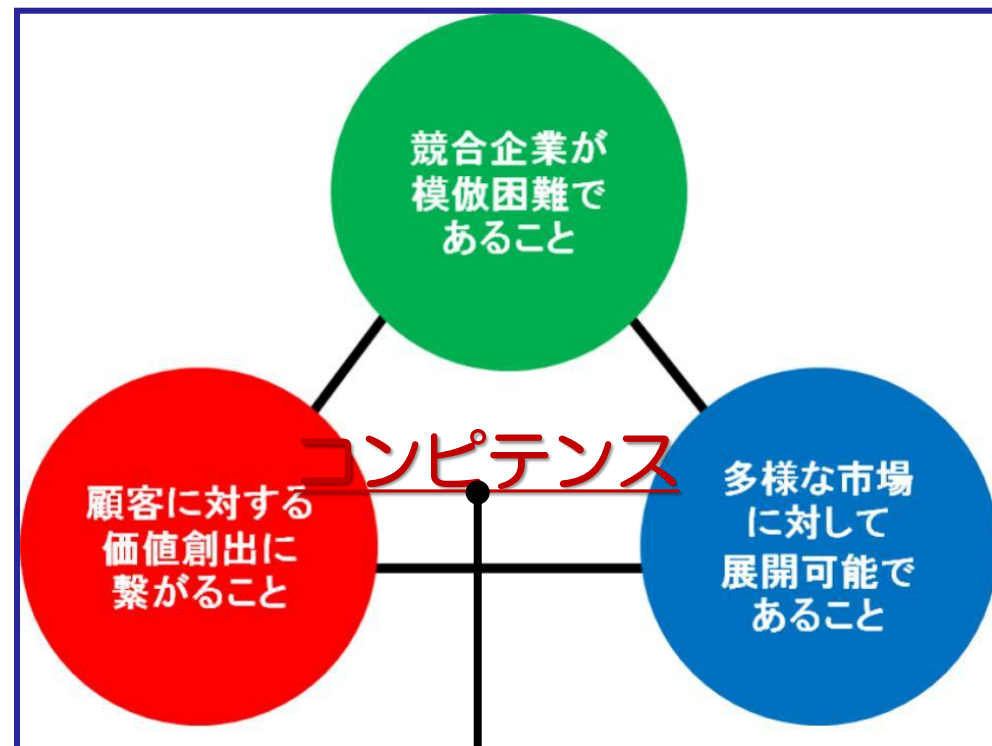 競合企業が
模倣困難で
あること
コンピテンス
顧客に対する
価値創出に
繋がること
多様な市場
に対して
展開可能で
あること